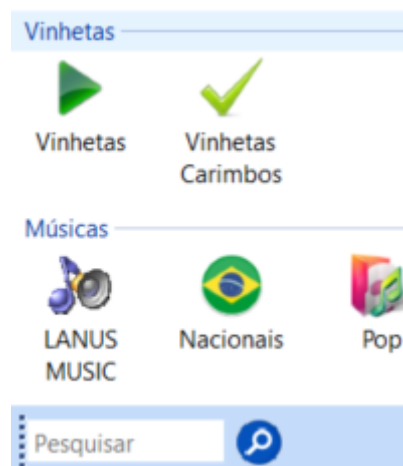 Vinhetas
Vinhetas
Vinhetas
Carimbos
Músicas
LANUS
MUSIC
Nacionais
Pop
Pesquisar